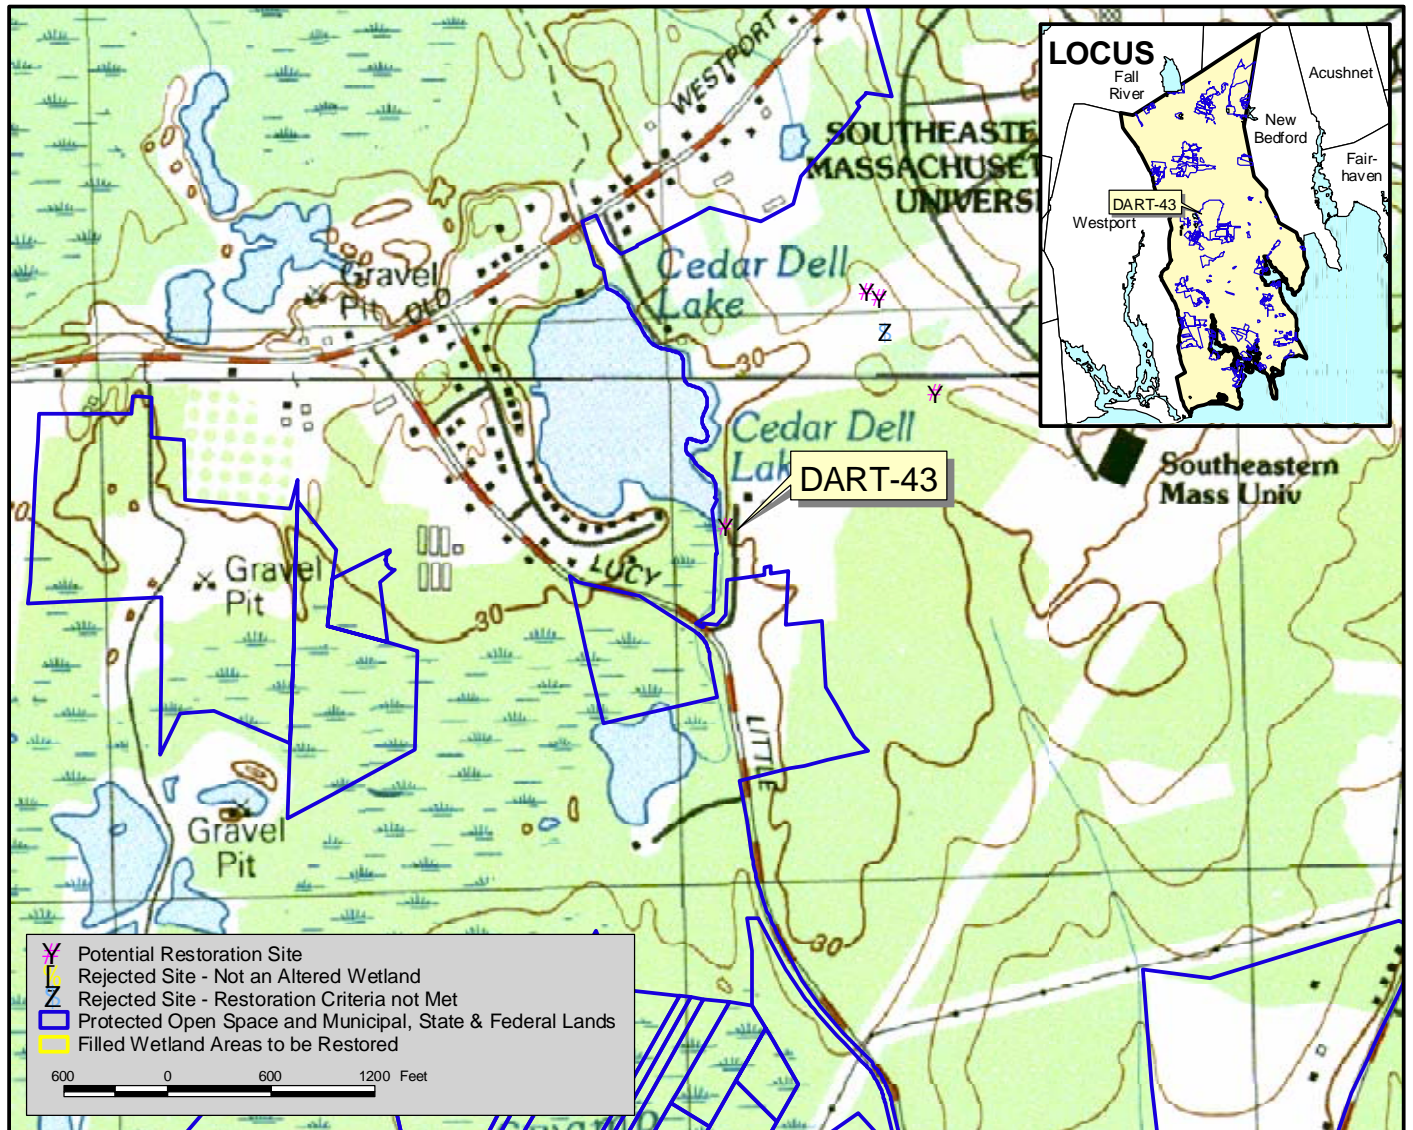 WESTPORT
SOUTHEASTE
MASSACHUSET
UNIVERSI
Cedar Dell
Lake
Gravel
Pit
OLD
30
Cedar Dell
Lak
DART-43
Southeastern
Mass Univ
Gravel
Pit
LUCY
30
LITTLE
Gravel
Pit
30
LOCUS
Fall
River
Acushnet
New
Bedford
Fair-
haven
DART-43
Westport
Y Potential Restoration Site
Rejected Site - Not an Altered Wetland
Z Rejected Site - Restoration Criteria not Met
Protected Open Space and Municipal, State & Federal Lands
Filled Wetland Areas to be Restored
600 0 600 1200 Feet